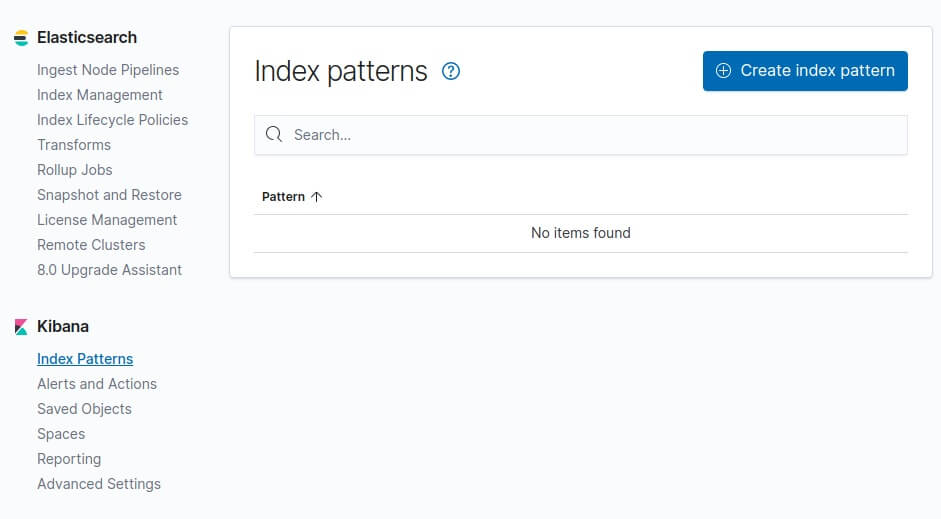 Elasticsearch
Ingest Node Pipelines
Index Management
Index Lifecycle Policies
Transforms
Rollup Jobs
Snapshot and Restore
License Management
Remote Clusters
8.0 Upgrade Assistant
Kibana
Index Patterns
Alerts and Actions
Saved Objects
Spaces
Reporting
Advanced Settings
Index patterns
Create index pattern
Search...
Pattern
No items found